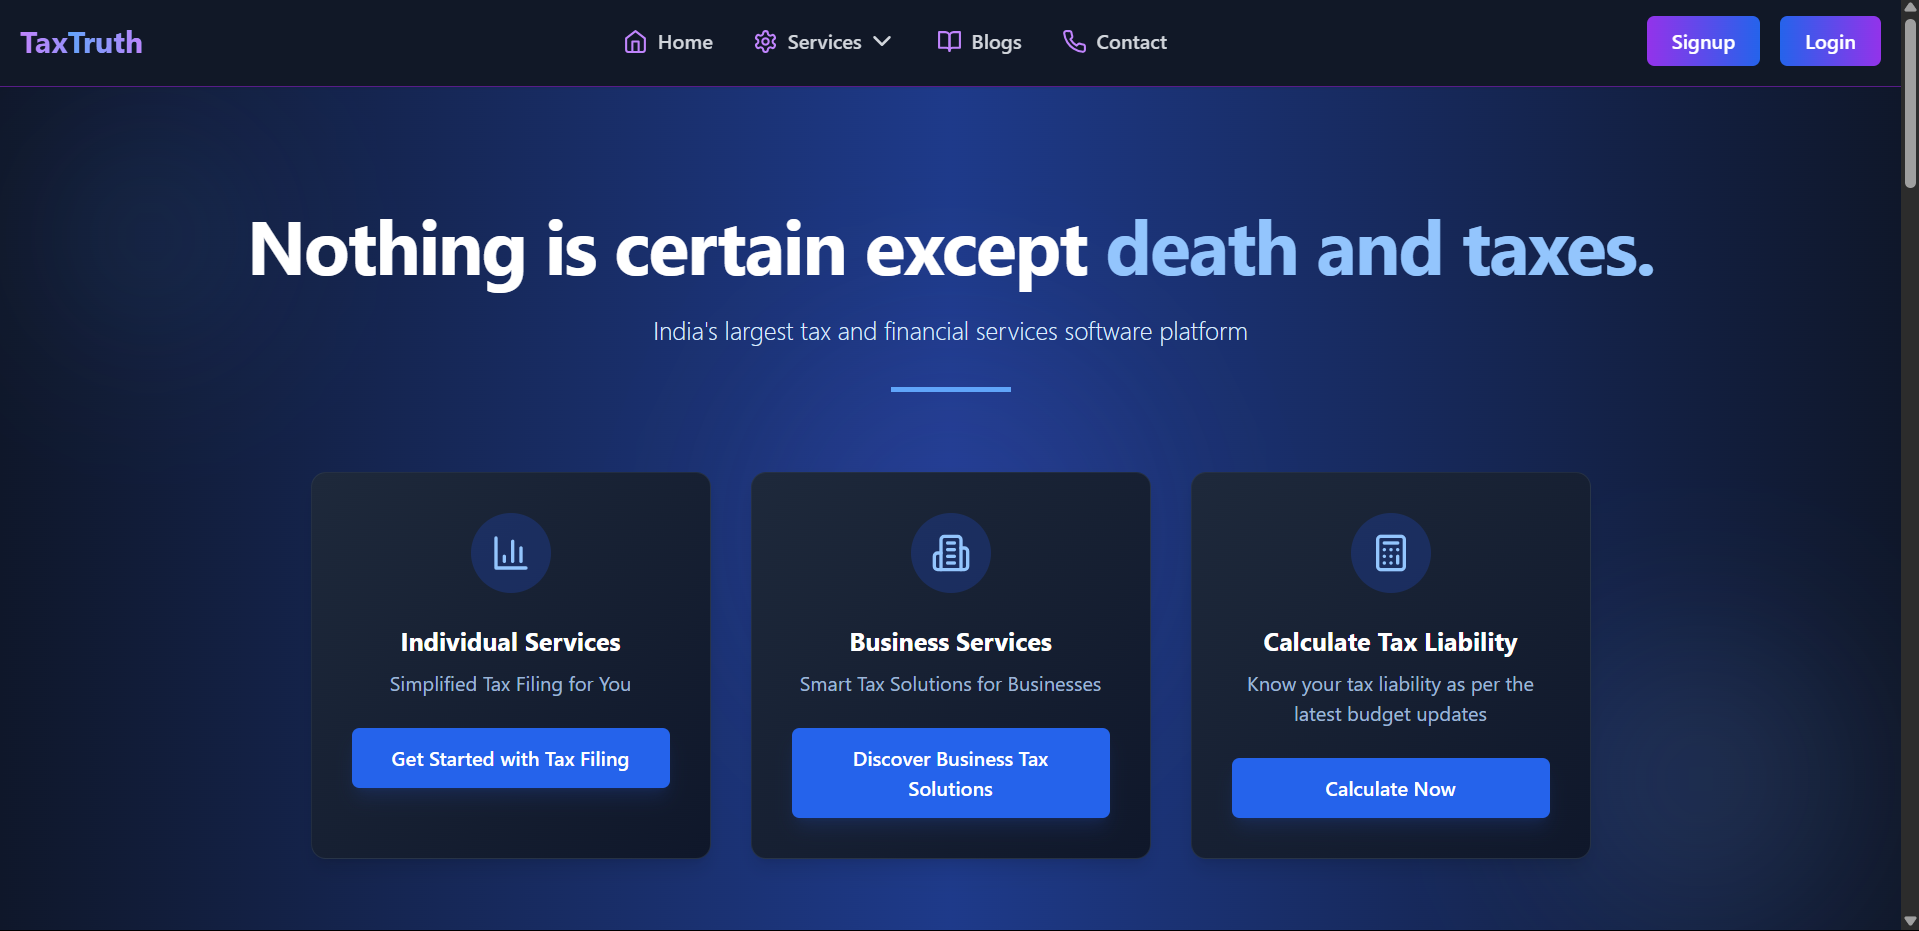 TaxTruth
Home
Services
Blogs
Contact
Signup
Login
Nothing is certain except death and taxes.
India's largest tax and financial services software platform
Individual Services
Simplified Tax Filing for You
Get Started with Tax Filing
Business Services
Smart Tax Solutions for Businesses
Discover Business Tax
Solutions
Calculate Tax Liability
Know your tax liability as per the
latest budget updates
Calculate Now